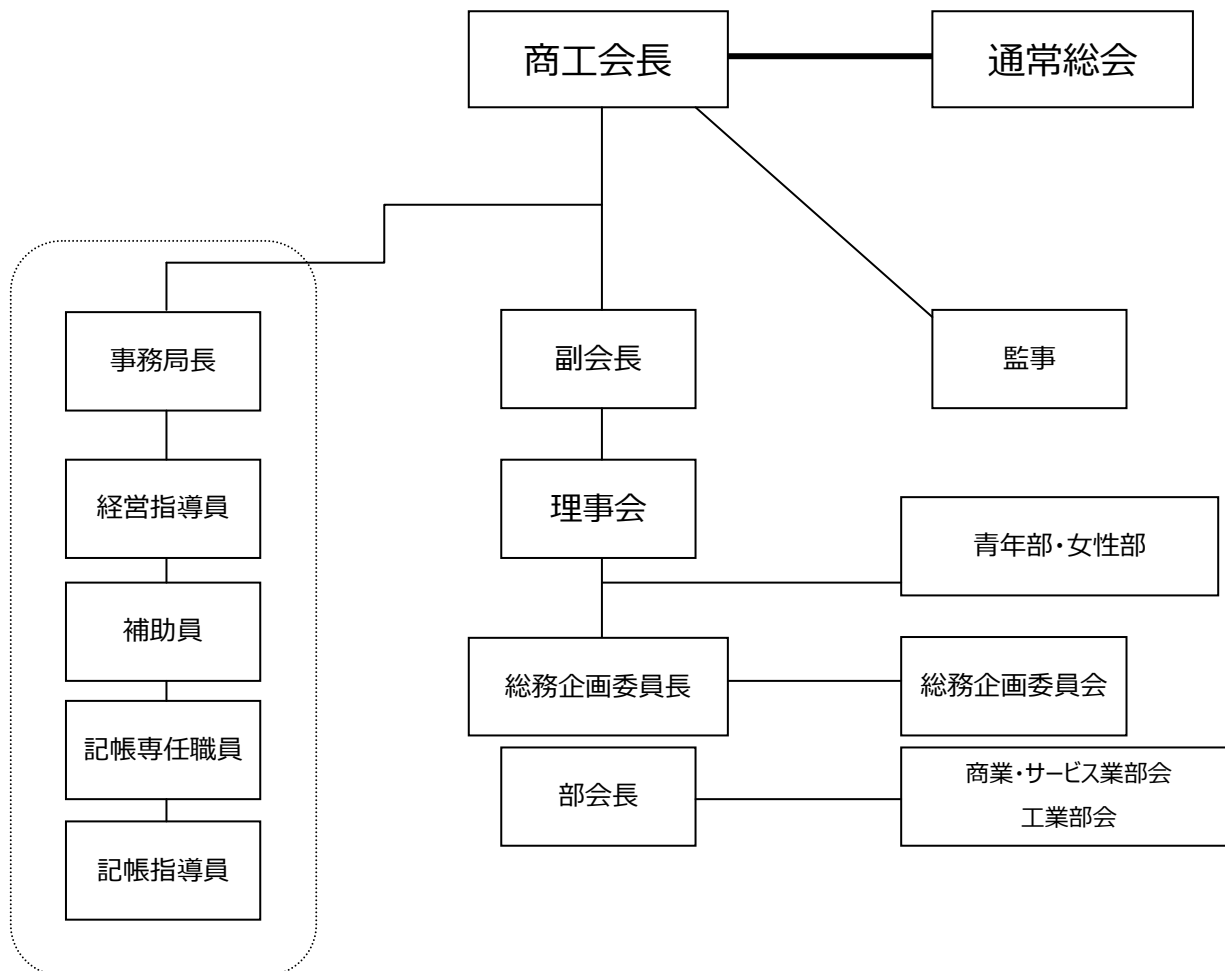 商工会長
通常総会
事務局長
副会長
監事
経営指導員
理事会
青年部・女性部
補助員
総務企画委員長
総務企画委員会
記帳専任職員
部会長
商業・サービス業部会
工業部会
記帳指導員